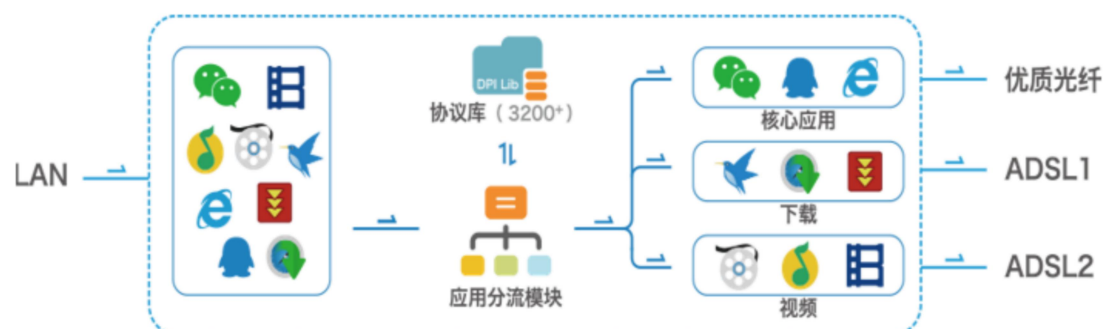 LAN
DPI Lib
协议库（3200+）
应用分流模块
核心应用
下载
视频
优质光纤
ADSL1
ADSL2